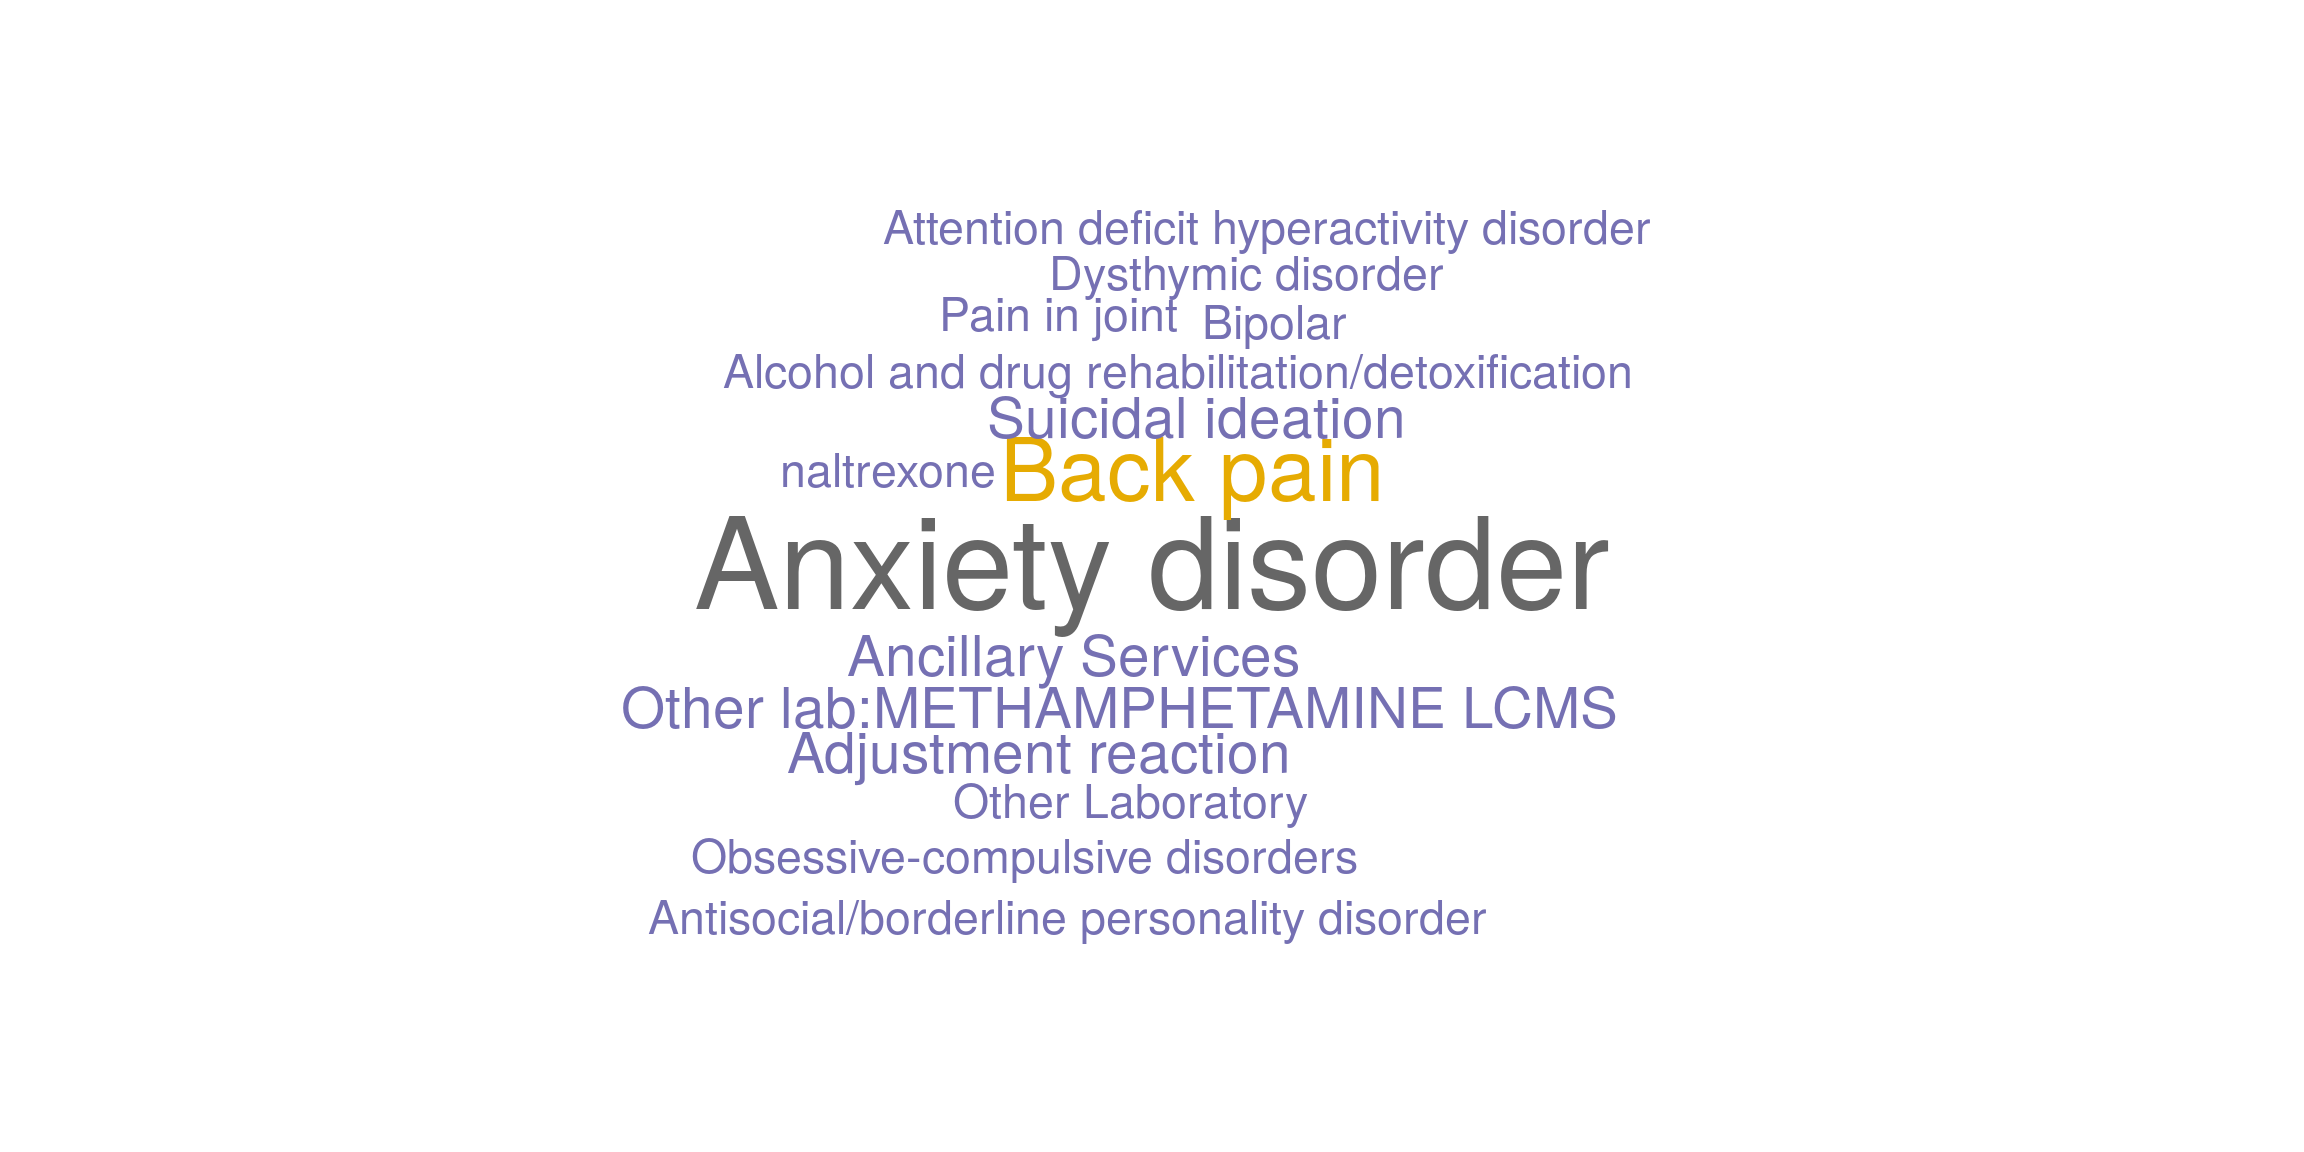 Attention deficit hyperactivity disorder
Dysthymic disorder
Pain in joint Bipolar
Alcohol and drug rehabilitation/detoxification
Suicidal ideation
naltrexone Back pain
Anxiety disorder
Ancillary Services
Other lab:METHAMPHETAMINE LCMS
Adjustment reaction
Other Laboratory
Obsessive-compulsive disorders
Antisocial/borderline personality disorder